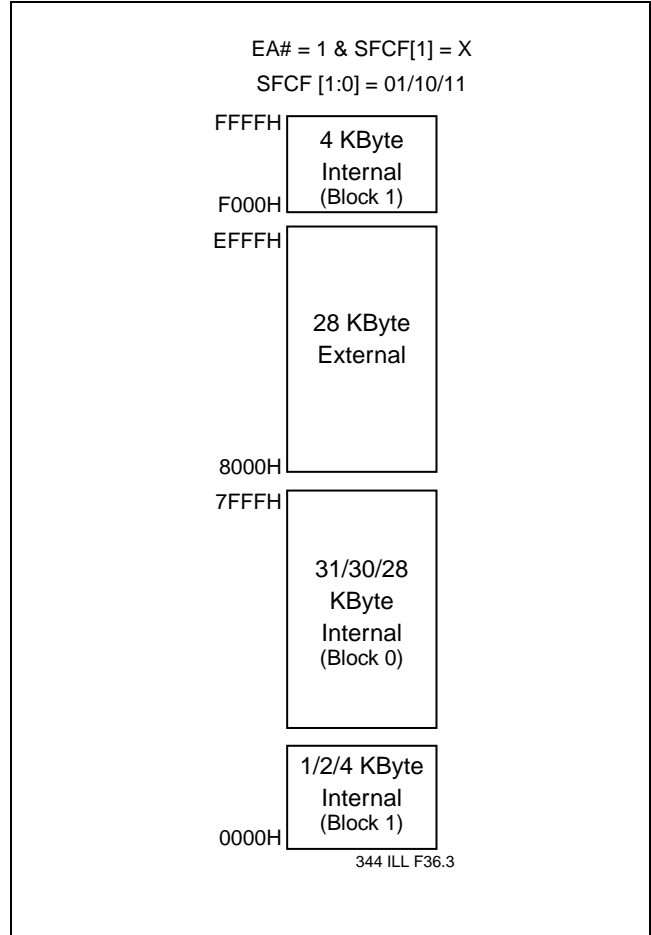 EA# = 1 & SFCF[1] = X
SFCF [1:0] = 01/10/11
FFFFH
4 KByte
Internal
(Block 1)
F000H
EFFFH
28 KByte
External
8000H
7FFFH
31/30/28
KByte
Internal
(Block 0)
1/2/4 KByte
Internal
(Block 1)
0000H
344 ILL F36.3